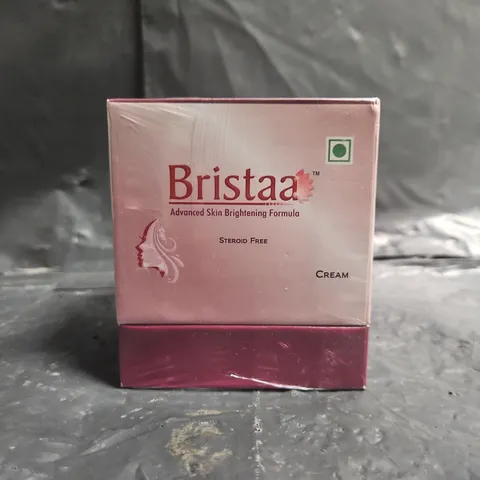 Bristaa™
Advanced Skin Brightening Formula
Steroid Free
Cream